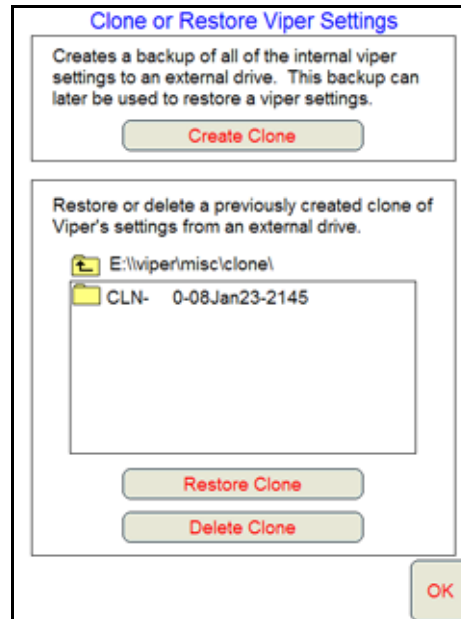 Clone or Restore Viper Settings
Creates a backup of all of the internal viper
settings to an external drive. This backup can
later be used to restore a viper settings.
Create Clone
Restore or delete a previously created clone of
Viper's settings from an external drive.
E:\\viper\misc\clone\
CLN- 0-08Jan23-2145
Restore Clone
Delete Clone
OK